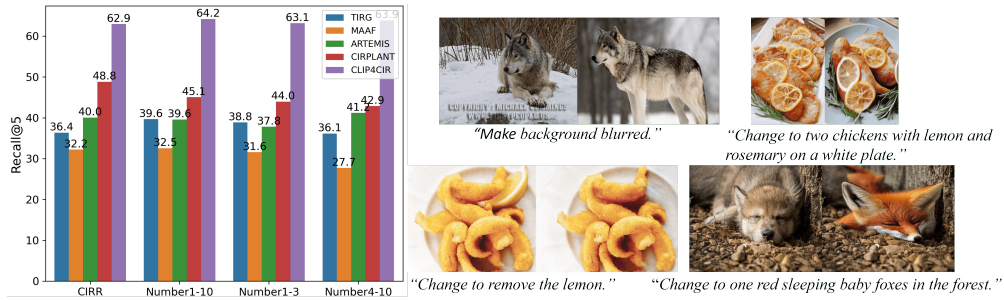 Recall@5
60
50
40
30
20
10
0
36.4
32.2
40.0
48.8
62.9
39.6
32.5
39.6
45.1
64.2
38.8
31.6
37.8
44.0
63.1
36.1
27.7
41.2
42.9
63.9
TIRG
MAAF
ARTEMIS
CIRPLANT
CLIP4CIR
CIRR
Number1-10
Number1-3
Number4-10
“Make background blurred.”
“Change to two chickens with lemon and
rosemary on a white plate.”
“Change to remove the lemon.”
“Change to one red sleeping baby foxes in the forest.”